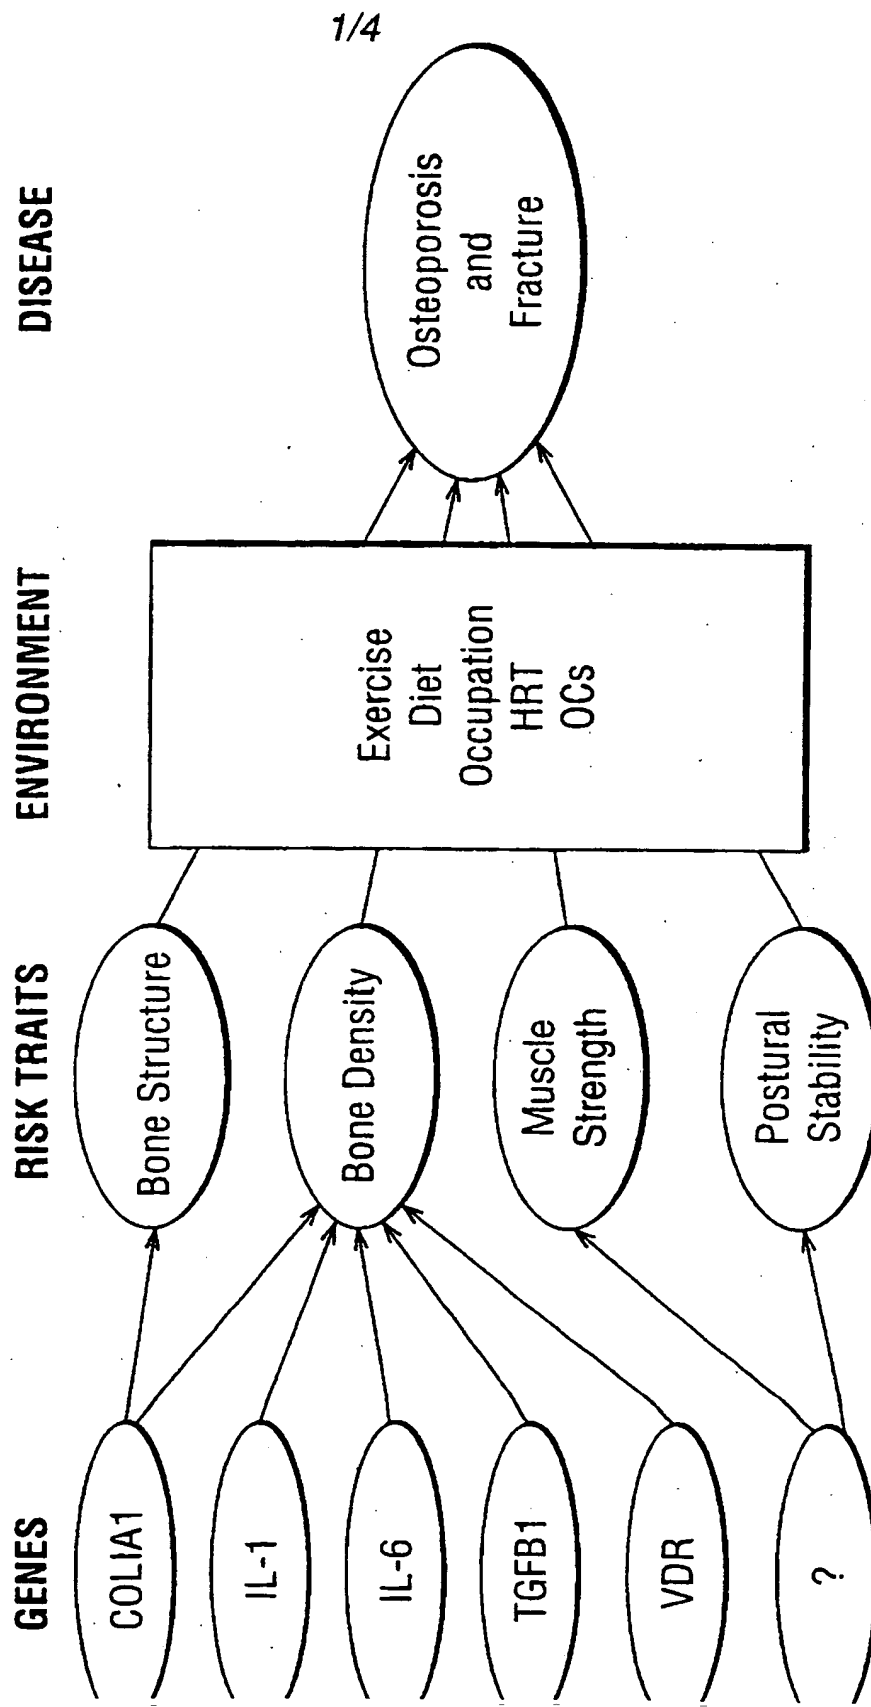 1/4
GENES
RISK TRAITS
ENVIRONMENT
DISEASE
COLIA1
IL-1
IL-6
TGFB1
VDR
?
Bone Structure
Bone Density
Muscle
Strength
Postural
Stability
Exercise
Diet
Occupation
HRT
OCs
Osteoporosis
and
Fracture